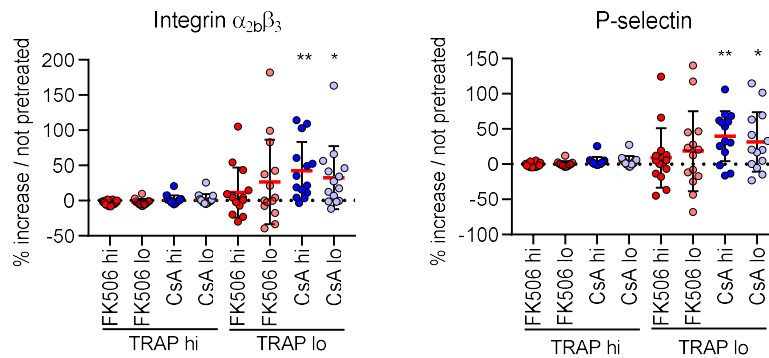 Integrin α2bβ3
% increase / not pretreated
200
150
100
50
0
-50
** *
FK506 hi
FK506 lo
CsA hi
CsA lo
FK506 hi
FK506 lo
CsA hi
CsA lo
TRAP hi TRAP lo
P-selectin
% increase / not pretreated
150
100
50
0
-50
-100
** *
FK506 hi
FK506 lo
CsA hi
CsA lo
FK506 hi
FK506 lo
CsA hi
CsA lo
TRAP hi TRAP lo